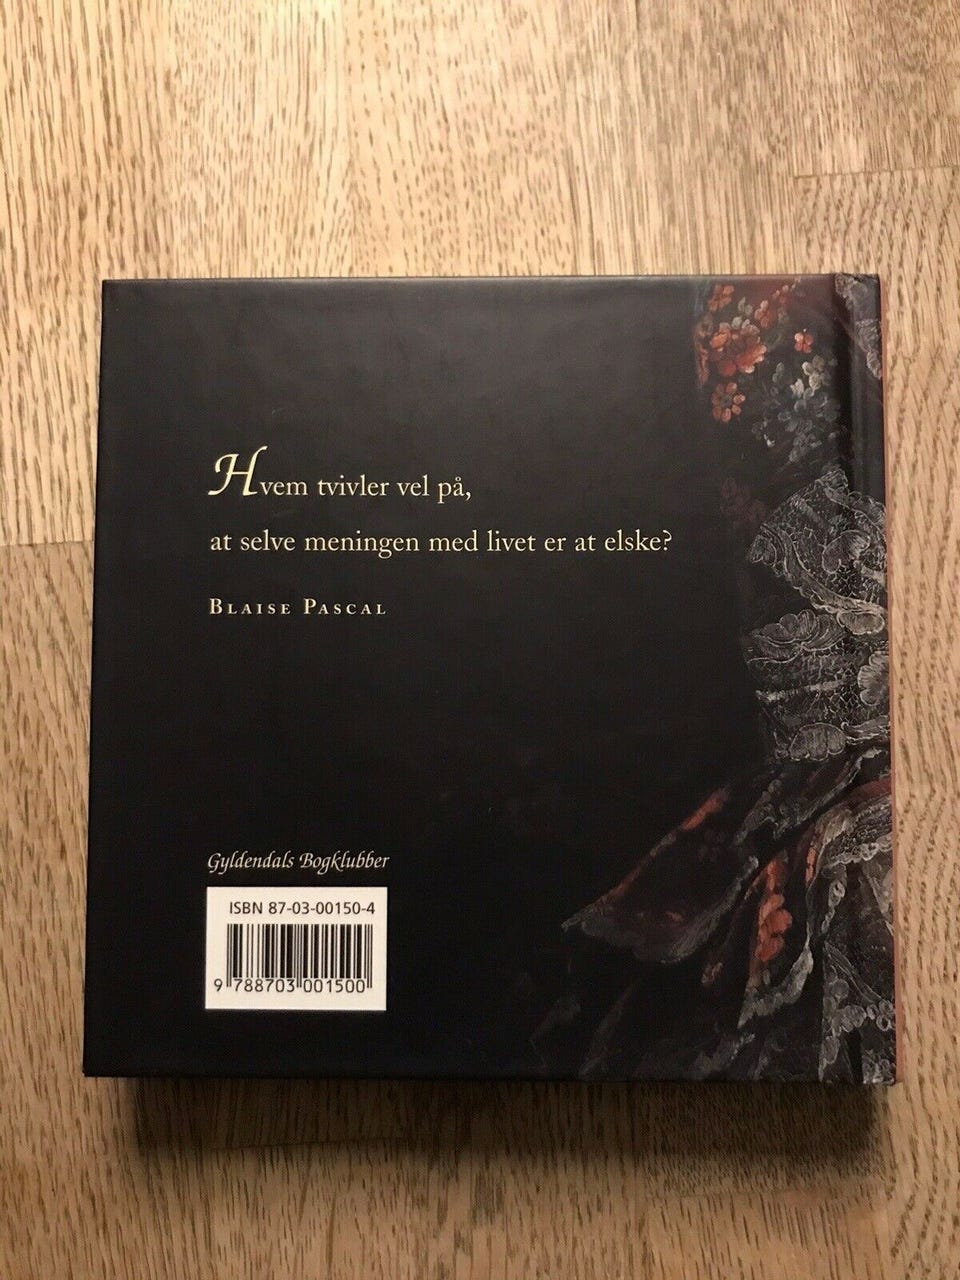 Hvem tvivler vel på,
at selve meningen med livet er at elske?
BLAISE PASCAL
Gyldendals Bogklubber
ISBN 87-03-00150-4
9 788703 001500